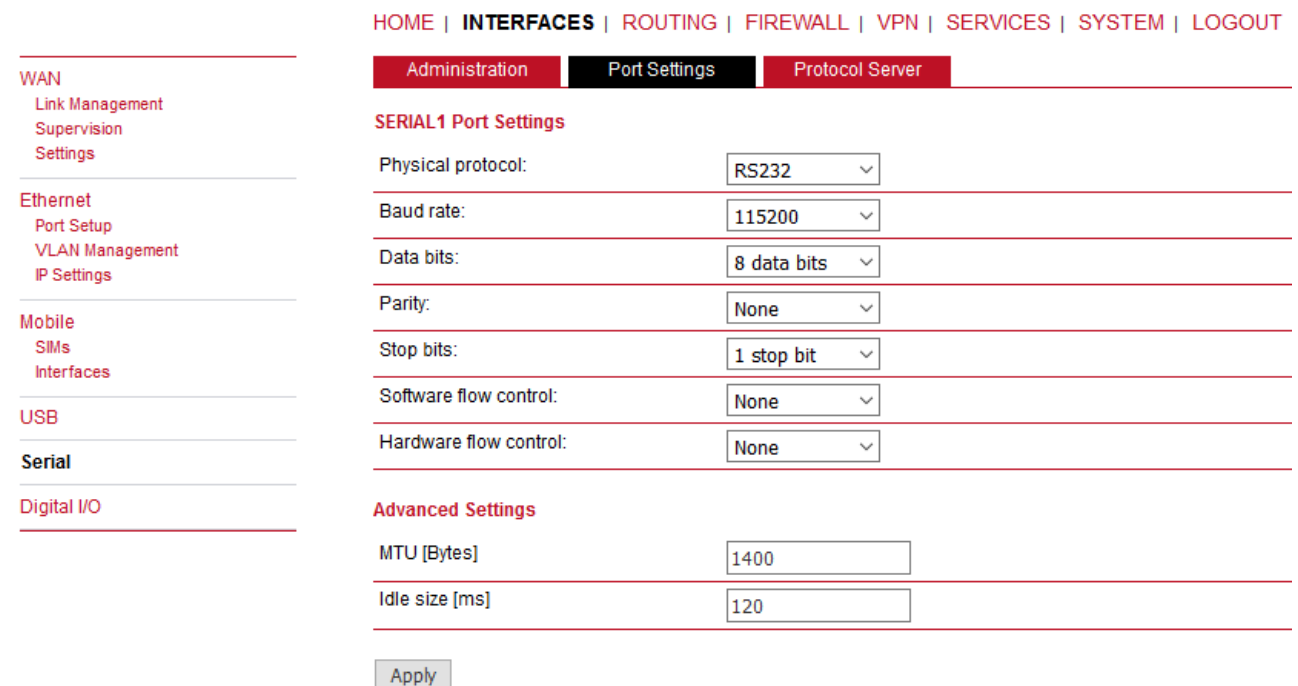 HOME | INTERFACES | ROUTING | FIREWALL | VPN | SERVICES | SYSTEM | LOGOUT
WAN
Link Management
Supervision
Settings
Ethernet
Port Setup
VLAN Management
IP Settings
Mobile
SIMs
Interfaces
USB
Serial
Digital I/O
Administration Port Settings Protocol Server
SERIAL1 Port Settings
Physical protocol: RS232
Baud rate: 115200
Data bits: 8 data bits
Parity: None
Stop bits: 1 stop bit
Software flow control: None
Hardware flow control: None
Advanced Settings
MTU [Bytes] 1400
Idle size [ms] 120
Apply